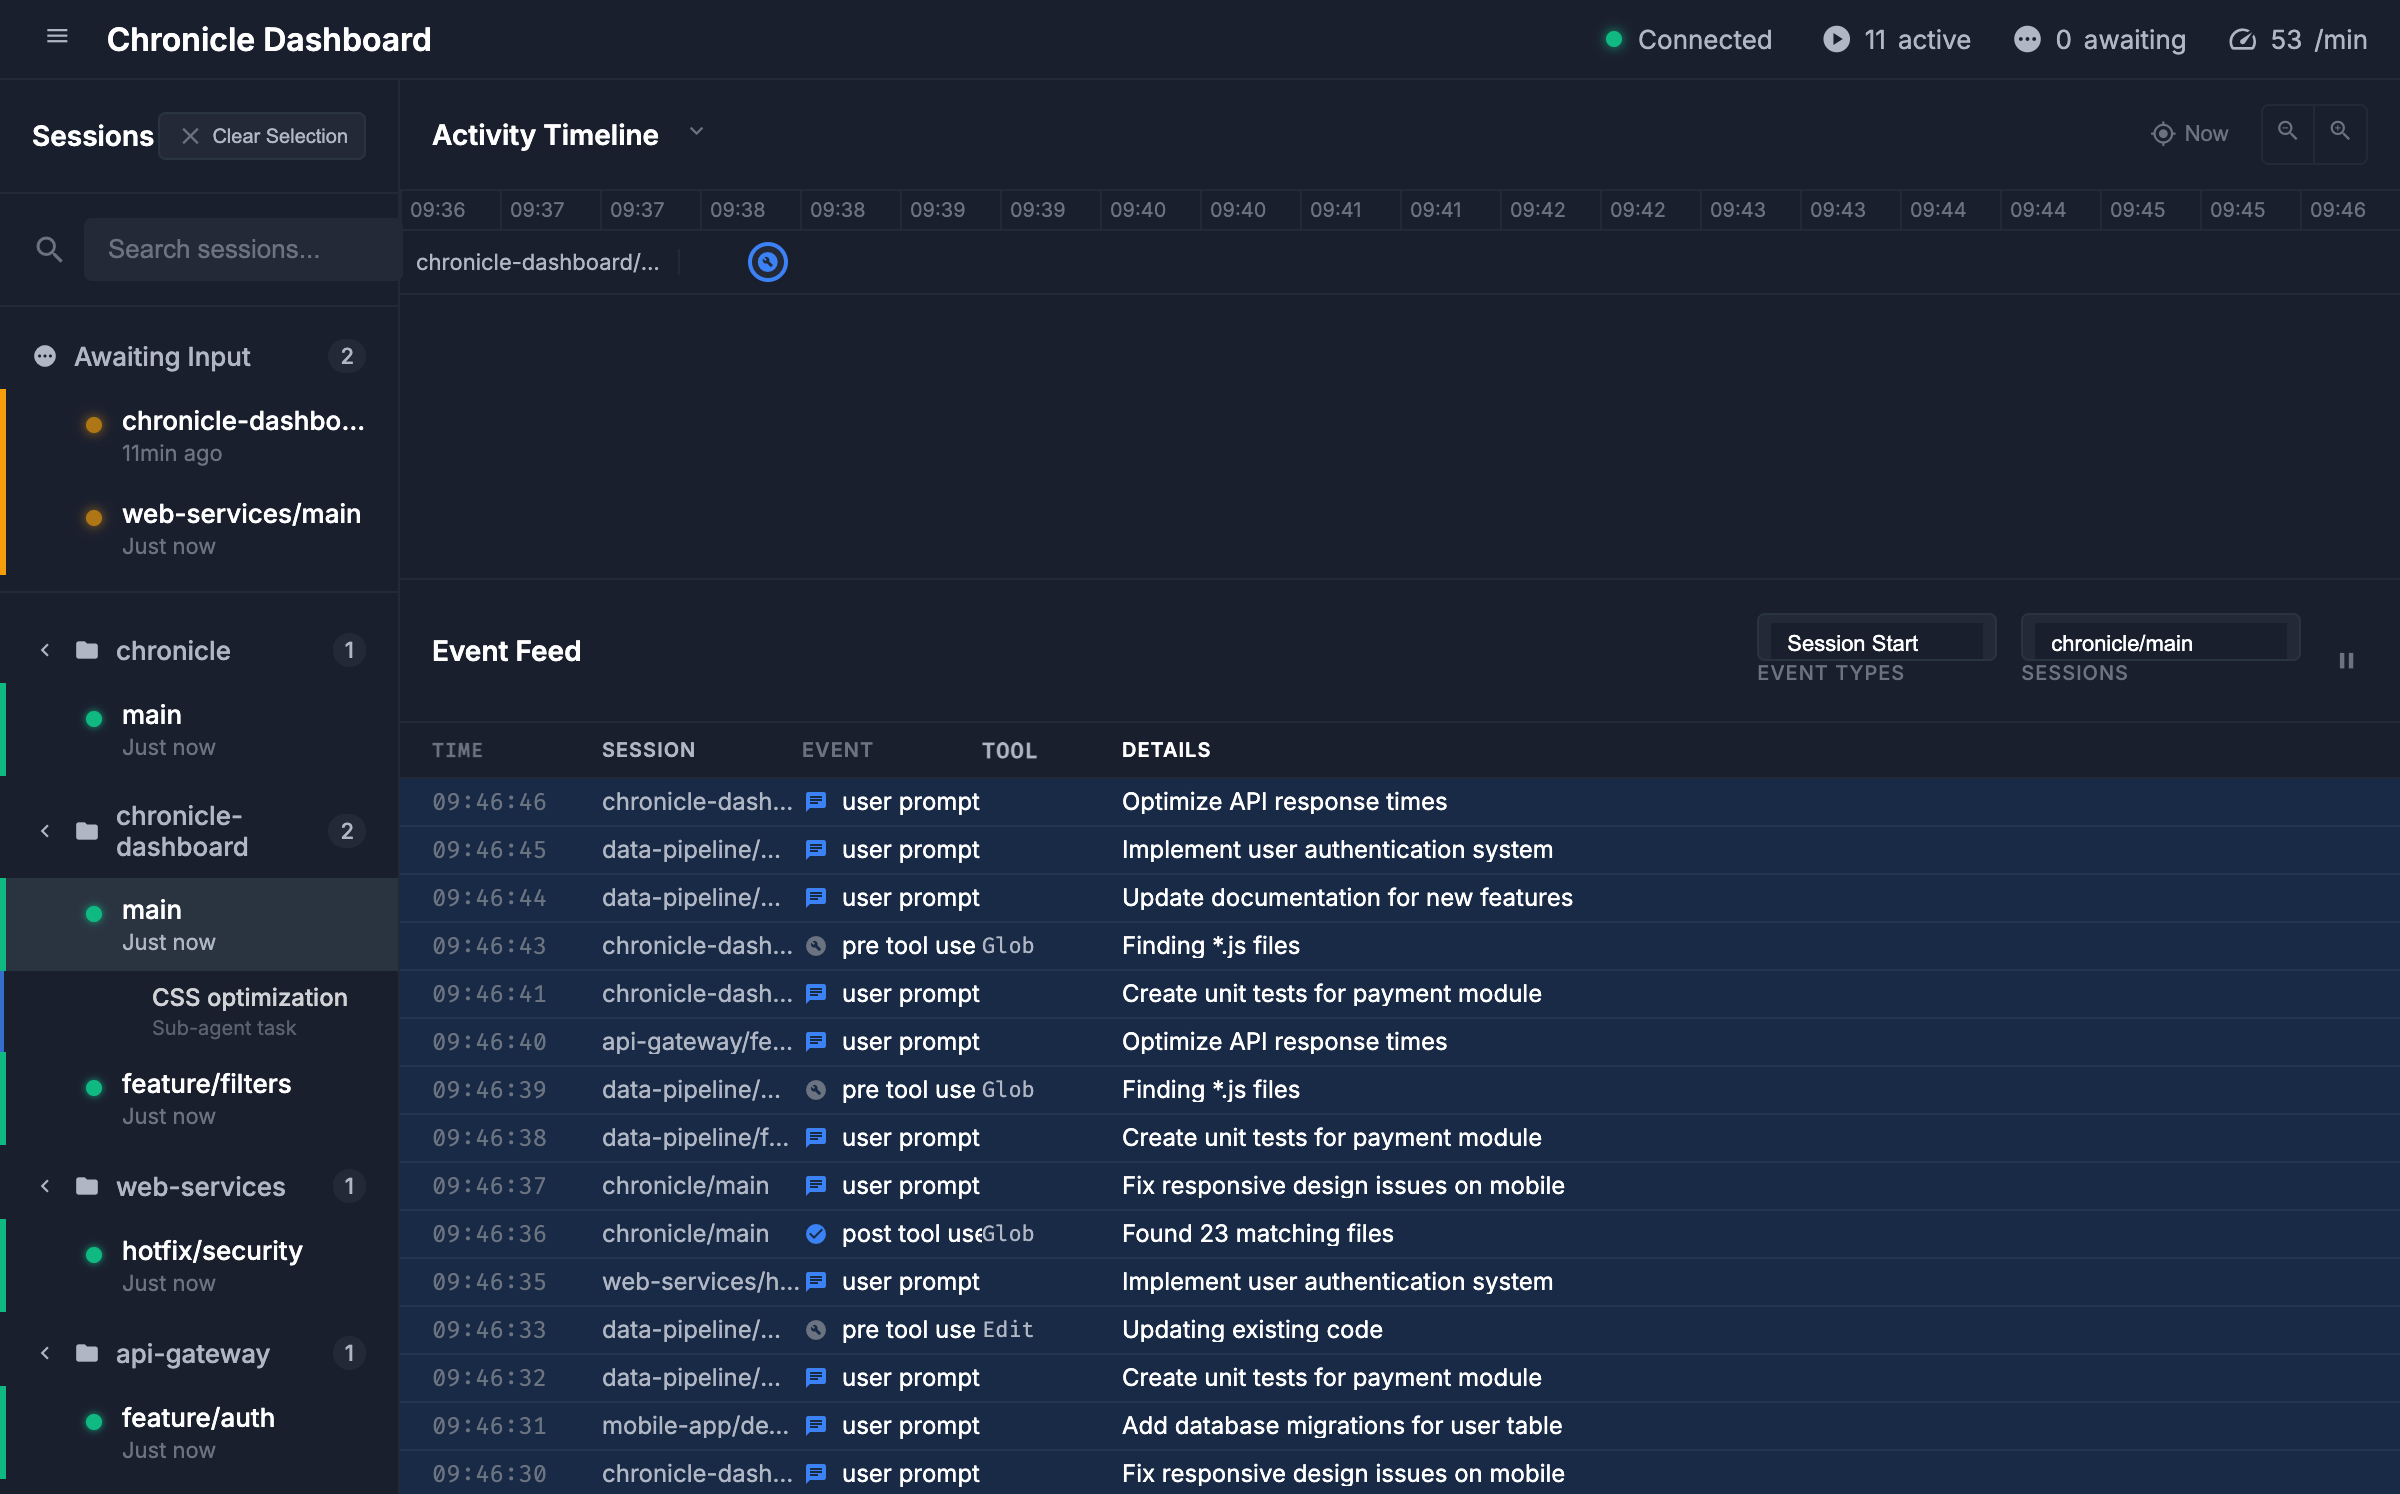 Chronicle Dashboard
Connected
11 active
0 awaiting
53 /min
Sessions
Clear Selection
Search sessions...
Awaiting Input 2
chronicle-dashbo...
11min ago
web-services/main
Just now
chronicle 1
main
Just now
chronicle-
dashboard
2
main
Just now
CSS optimization
Sub-agent task
feature/filters
Just now
web-services 1
hotfix/security
Just now
api-gateway 1
feature/auth
Just now
Activity Timeline
Now
09:36 09:37 09:37 09:38 09:38 09:39 09:39 09:40 09:40 09:41 09:41 09:42 09:42 09:43 09:43 09:44 09:44 09:45 09:45 09:46
chronicle-dashboard/...
Event Feed
Session Start
EVENT TYPES
chronicle/main
SESSIONS
TIME SESSION EVENT TOOL DETAILS
09:46:46 chronicle-dash... user prompt Optimize API response times
09:46:45 data-pipeline/... user prompt Implement user authentication system
09:46:44 data-pipeline/... user prompt Update documentation for new features
09:46:43 chronicle-dash... pre tool use Glob Finding *.js files
09:46:41 chronicle-dash... user prompt Create unit tests for payment module
09:46:40 api-gateway/fe... user prompt Optimize API response times
09:46:39 data-pipeline/... pre tool use Glob Finding *.js files
09:46:38 data-pipeline/f... user prompt Create unit tests for payment module
09:46:37 chronicle/main user prompt Fix responsive design issues on mobile
09:46:36 chronicle/main post tool use Glob Found 23 matching files
09:46:35 web-services/h... user prompt Implement user authentication system
09:46:33 data-pipeline/... pre tool use Edit Updating existing code
09:46:32 data-pipeline/... user prompt Create unit tests for payment module
09:46:31 mobile-app/de... user prompt Add database migrations for user table
09:46:30 chronicle-dash... user prompt Fix responsive design issues on mobile